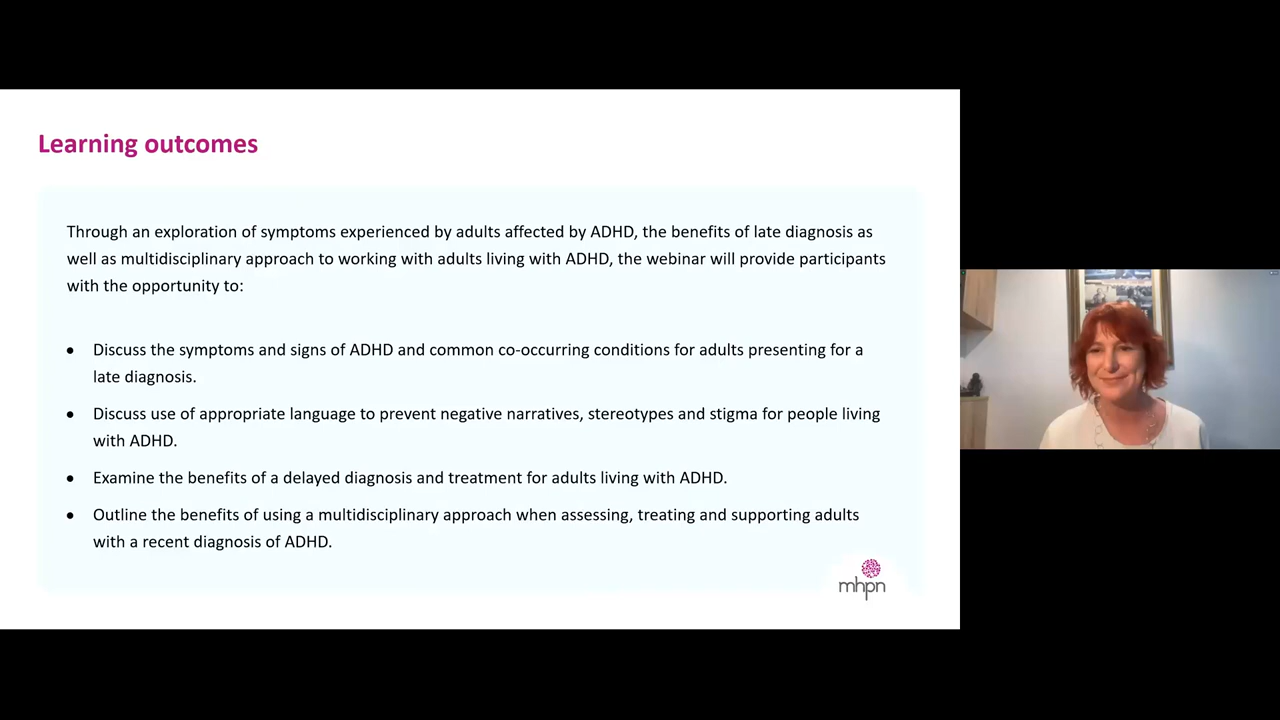 Learning outcomes
Through an exploration of symptoms experienced by adults affected by ADHD, the benefits of late diagnosis as
well as multidisciplinary approach to working with adults living with ADHD, the webinar will provide participants
with the opportunity to:
● Discuss the symptoms and signs of ADHD and common co-occurring conditions for adults presenting for a
late diagnosis.
● Discuss use of appropriate language to prevent negative narratives, stereotypes and stigma for people living
with ADHD.
● Examine the benefits of a delayed diagnosis and treatment for adults living with ADHD.
● Outline the benefits of using a multidisciplinary approach when assessing, treating and supporting adults
with a recent diagnosis of ADHD.
mhpn